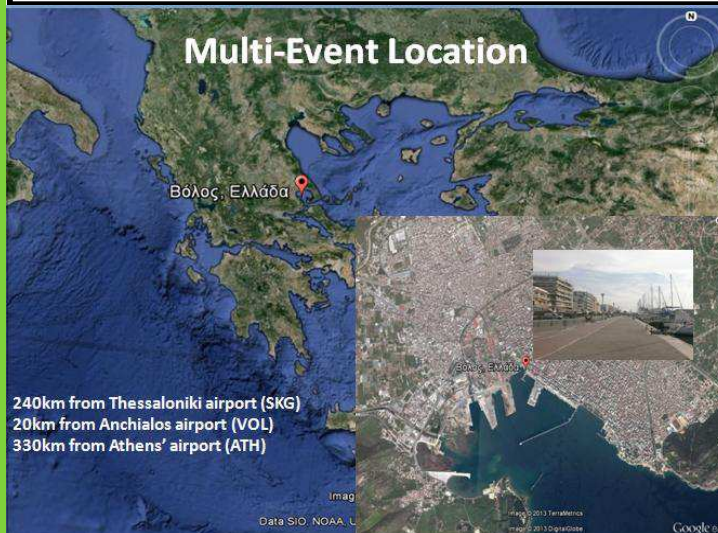 N
Multi-Event Location
Βόλος, Ελλάδα
Βόλος, Ελλάδα
240km from Thessaloniki airport (SKG)
20km from Anchialos airport (VOL)
330km from Athens' airport (ATH)
Imag
Data SIO, NOAA, U
Image © 2013 TerraMetrics
Image © 2013 DigitalGlobe
Google